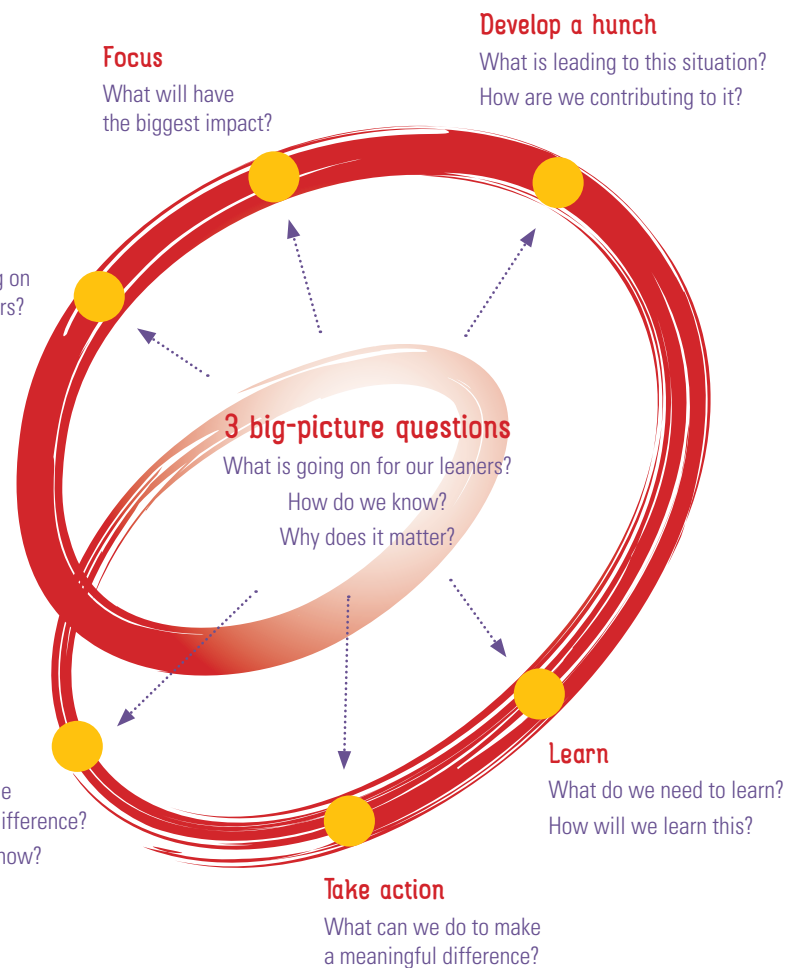 Develop a hunch
What is leading to this situation?
How are we contributing to it?
Focus
What will have
the biggest impact?
on
3 big-picture questions
What is going on for our leaners?
How do we know?
Why does it matter?
Learn
What do we need to learn?
How will we learn this?
Take action
What can we do to make
a meaningful difference?